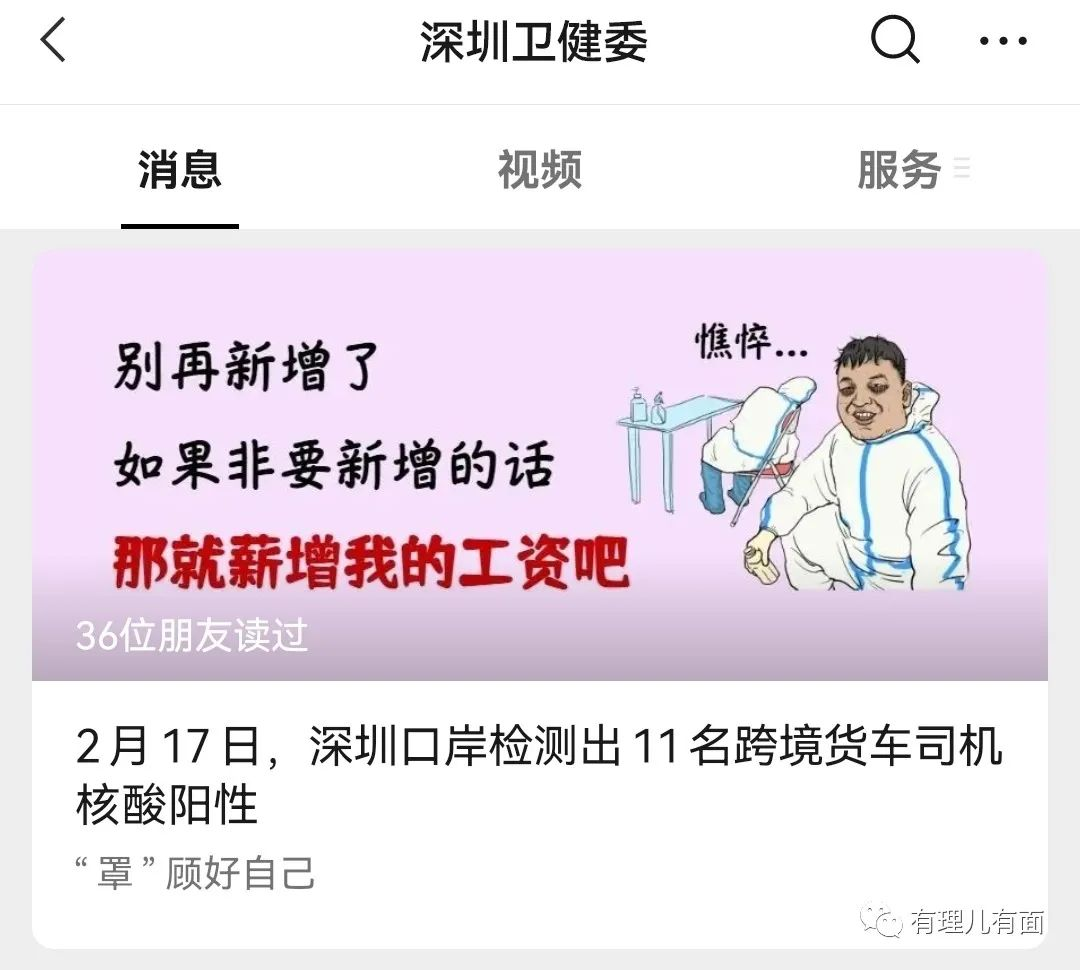 深圳卫健委
消息 视频 服务
别再新增了
憔悴...
如果非要新增的话
那就薪增我的工资吧
36位朋友读过
2月17日，深圳口岸检测出11名跨境货车司机
核酸阳性
“罩”顾好自己
有理儿有面